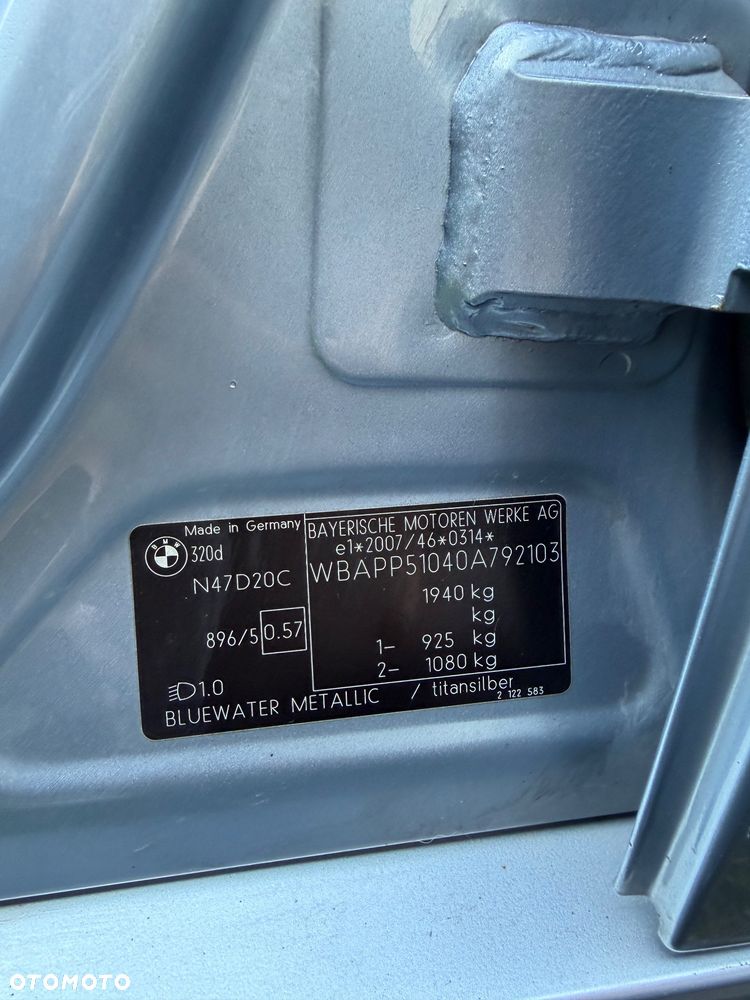 Made in Germany
BMW
320d
N47D20C
896/5 0.57
1.0
BAYERISCHE MOTOREN WERKE AG
e1*2007/46*0314*
WBAPP51040A792103
1940 kg
kg
1- 925 kg
2- 1080 kg
BLUEWATER METALLIC / titansilber
2 122 583
OTOMOTO